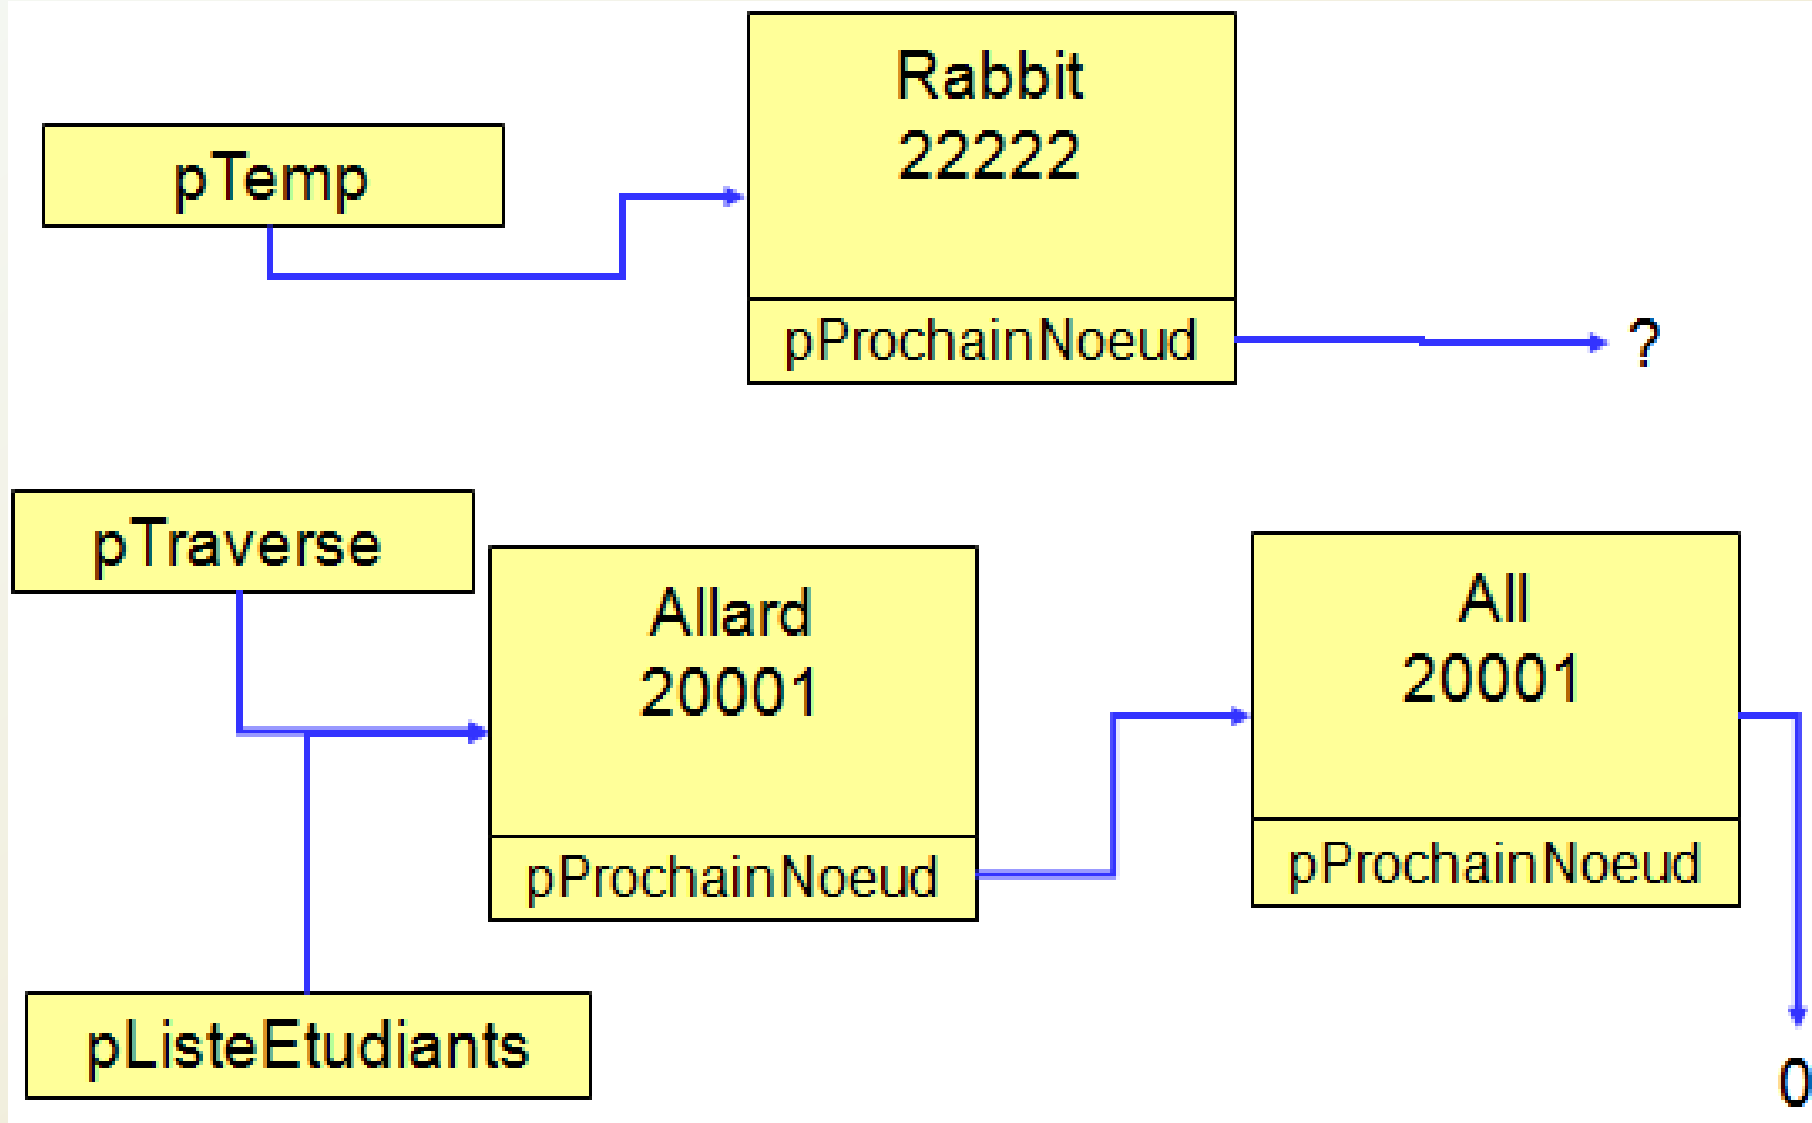 Rabbit
22222
pTemp
pProchainNoeud
?
pTraverse
Allard
20001
pProchainNoeud
All
20001
pProchainNoeud
pListeEtudiants
0